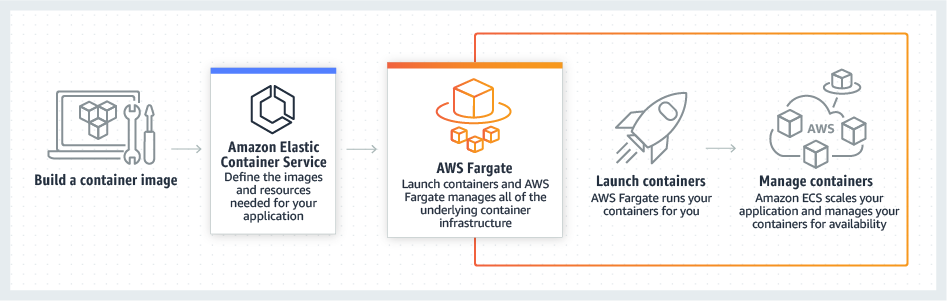 Build a container image
Amazon Elastic
Container Service
Define the images
and resources
needed for your
application
AWS Fargate
Launch containers and AWS
Fargate manages all of the
underlying container
infrastructure
Launch containers
AWS Fargate runs your
containers for you
AWS
Manage containers
Amazon ECS scales your
application and manages your
containers for availability